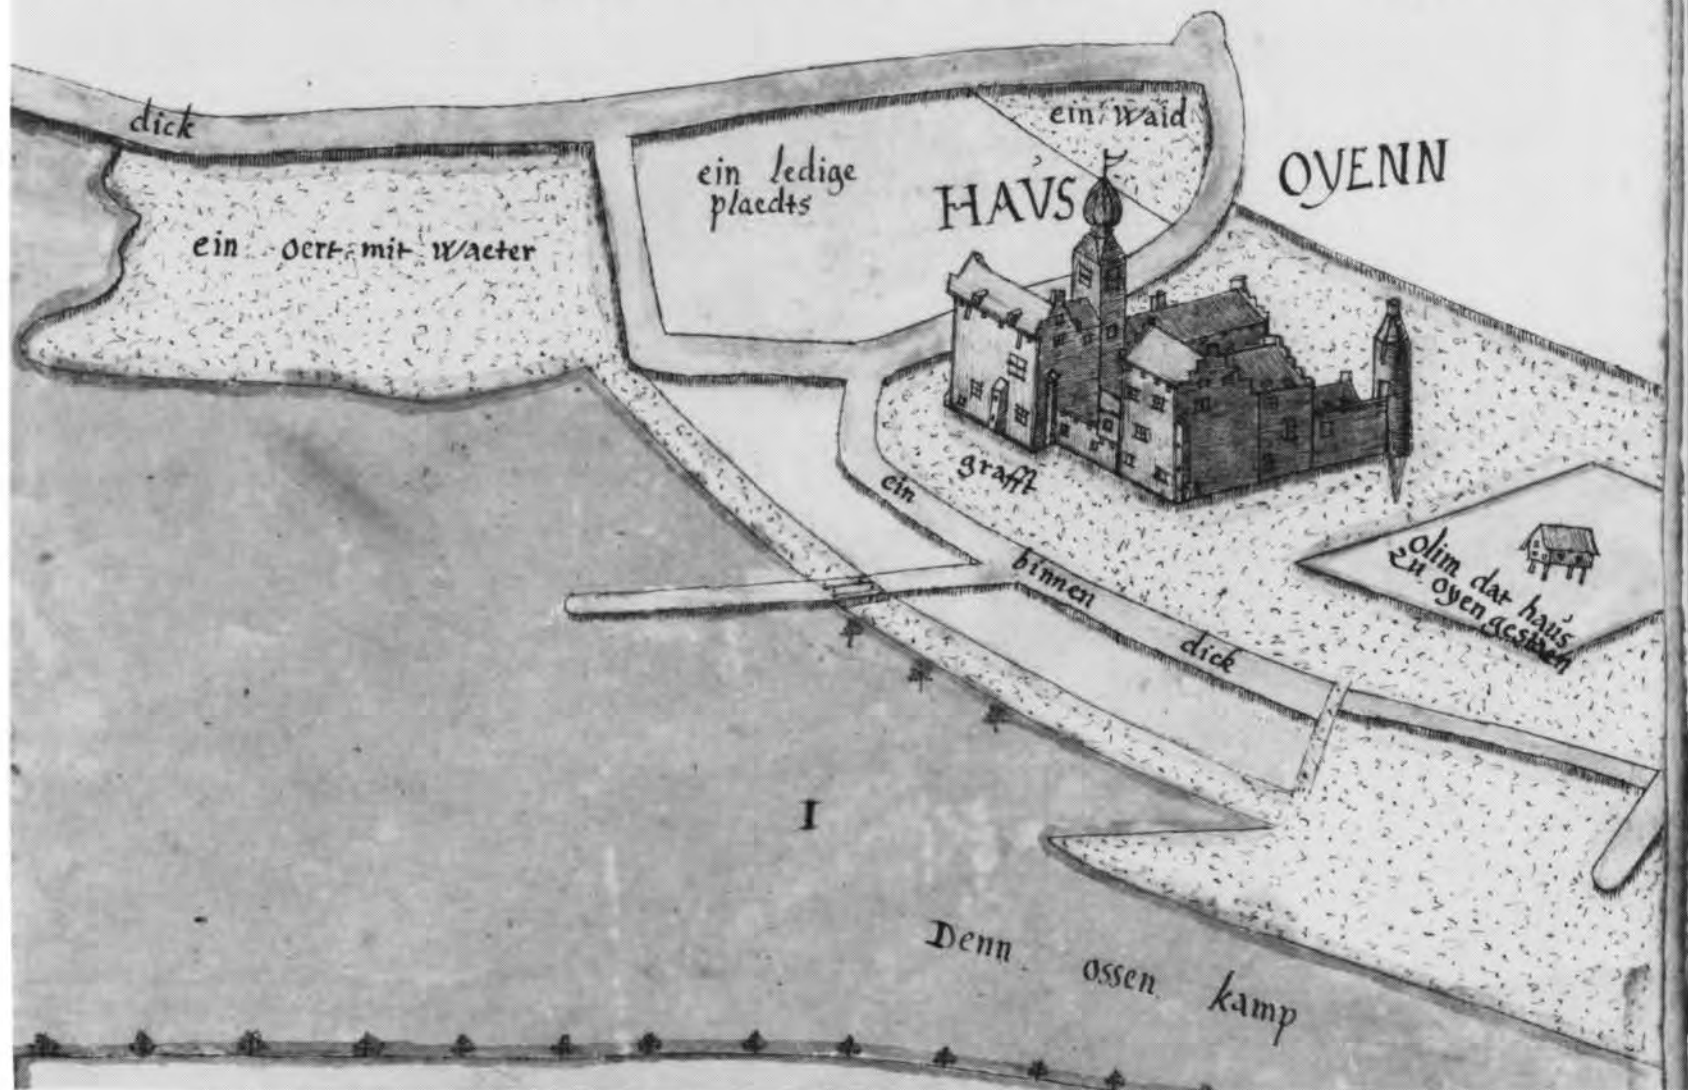 dick
ein waid
ein ledige
plaedts
HAUS OYENN
ein oert mit waeter
grafft
ein binnen dick
olim dat haus
zu oyen gestaen
I
Denn ossen kamp